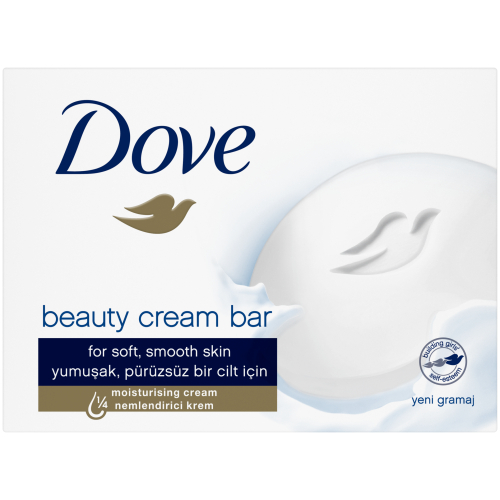 Dove
beauty cream bar
for soft, smooth skin
yumuşak, pürüzsüz bir cilt için
¼ moisturising cream
nemlendirici krem
building girls'
self-esteem
yeni gramaj